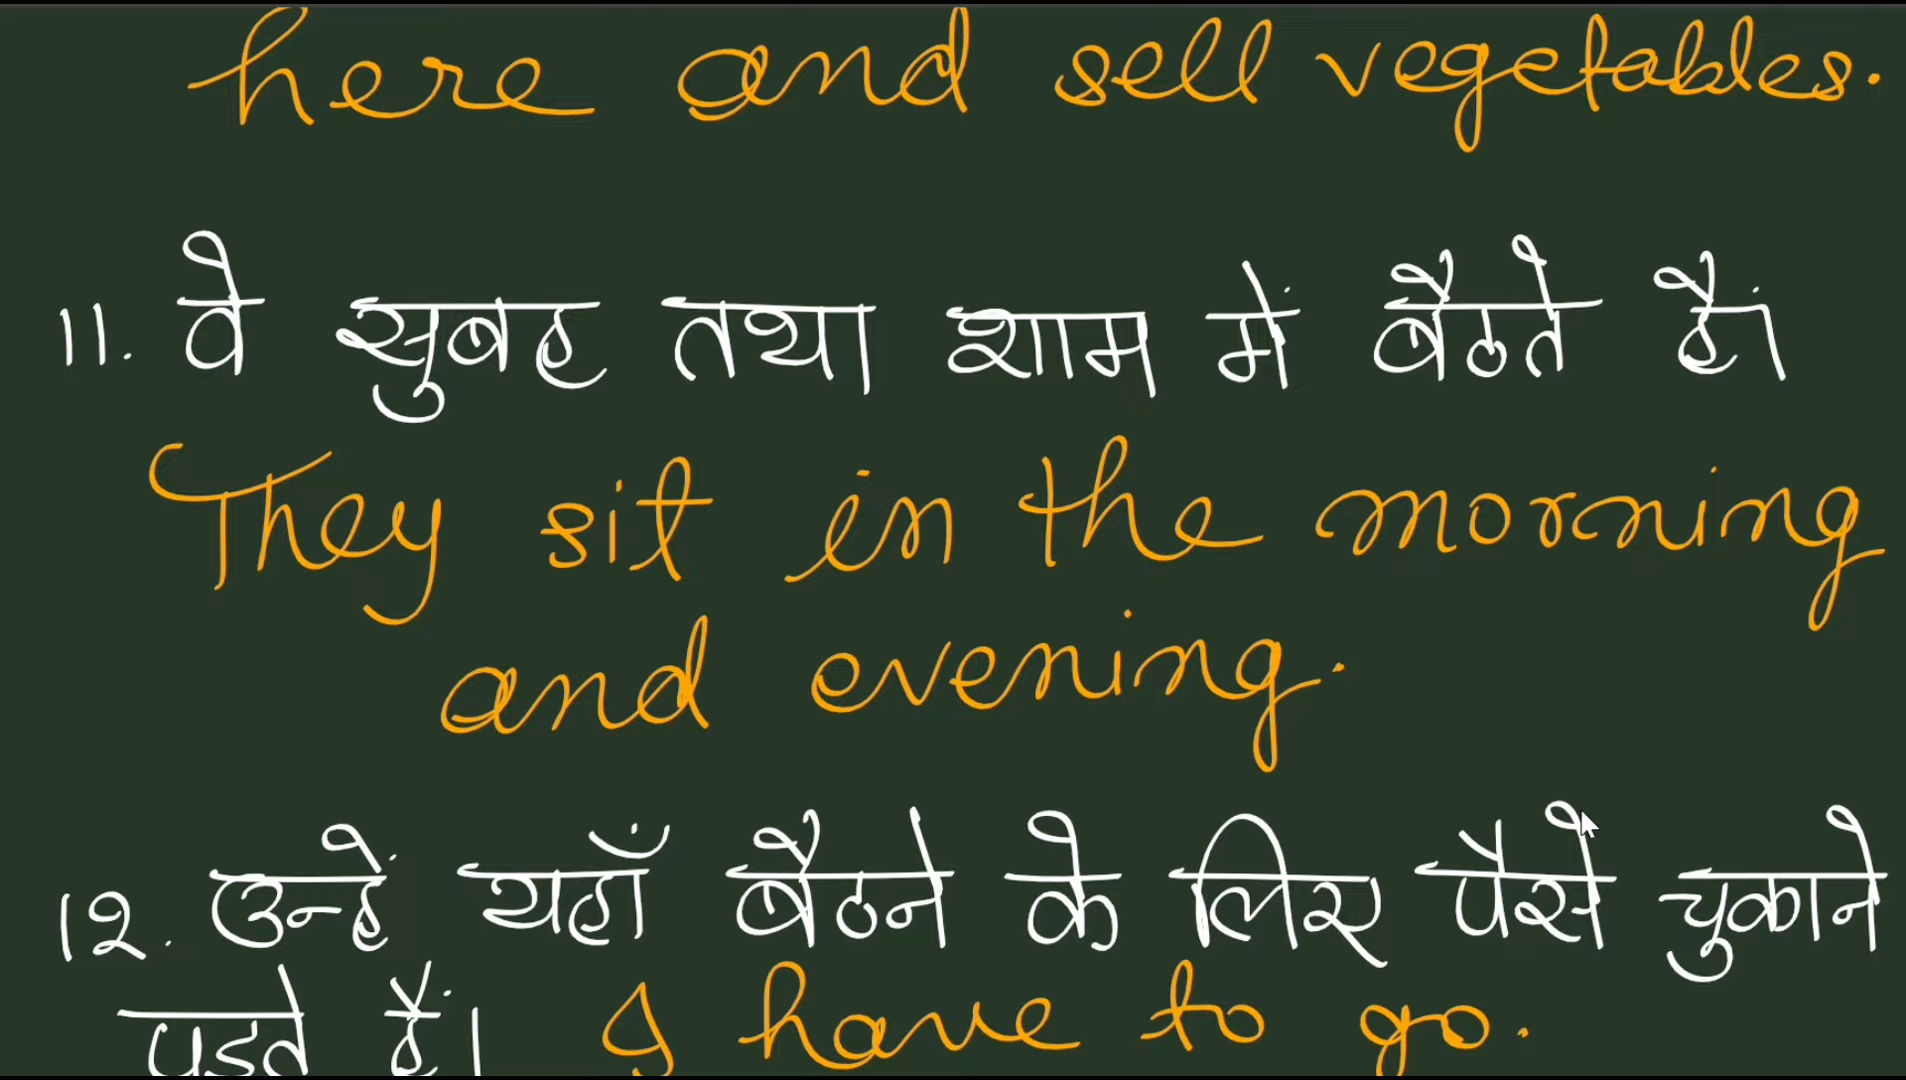 here and sell vegetables.
11. वे सुबह तथा शाम में बैठते हैं।
They sit in the morning
and evening.
12. उन्हें यहाँ बैठने के लिए पैसे चुकाने
पडते हैं। I have to go.